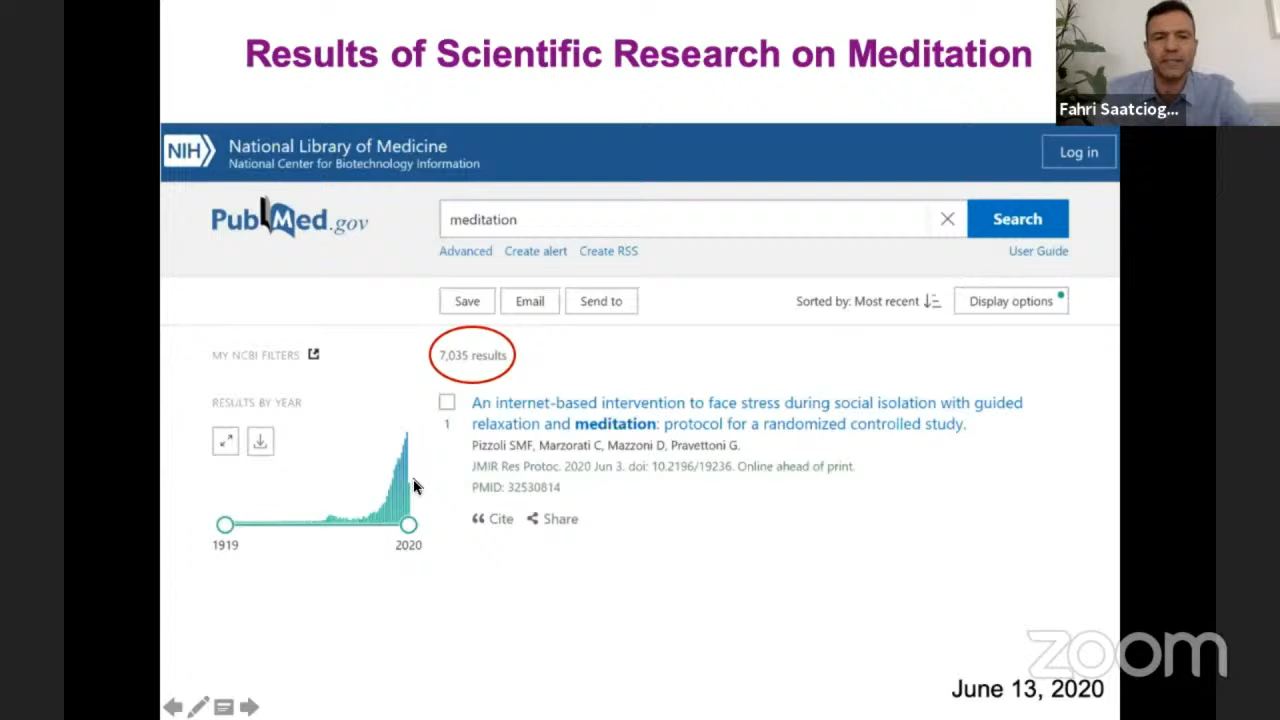 Results of Scientific Research on Meditation
Fahri Saatciog...
NIH
National Library of Medicine
National Center for Biotechnology Information
Log in
PubMed.gov
meditation
Search
Advanced Create alert Create RSS
User Guide
Save Email Send to
Sorted by: Most recent
Display options
MY NCBI FILTERS
7,035 results
RESULTS BY YEAR
An internet-based intervention to face stress during social isolation with guided
1 relaxation and meditation: protocol for a randomized controlled study.
Pizzoli SMF, Marzorati C, Mazzoni D, Pravettoni G.
JMIR Res Protoc. 2020 Jun 3. doi: 10.2196/19236. Online ahead of print.
PMID: 32530814
Cite Share
1919 2020
zoom
June 13, 2020